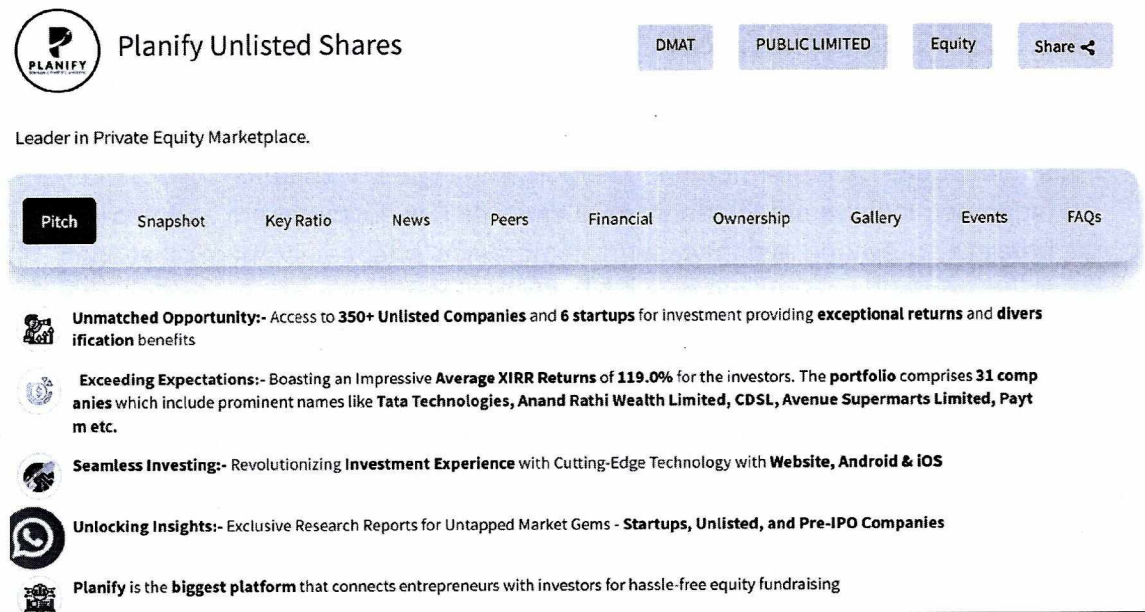 PLANIFY
Planify Unlisted Shares
DMAT
PUBLIC LIMITED
Equity
Share
Leader in Private Equity Marketplace.
Pitch
Snapshot
Key Ratio
News
Peers
Financial
Ownership
Gallery
Events
FAQs
Unmatched Opportunity:- Access to 350+ Unlisted Companies and 6 startups for investment providing exceptional returns and divers
ification benefits
Exceeding Expectations:- Boasting an Impressive Average XIRR Returns of 119.0% for the investors. The portfolio comprises 31 comp
anies which include prominent names like Tata Technologies, Anand Rathi Wealth Limited, CDSL, Avenue Supermarts Limited, Payt
m etc.
Seamless Investing:- Revolutionizing Investment Experience with Cutting-Edge Technology with Website, Android & iOS
Unlocking Insights:- Exclusive Research Reports for Untapped Market Gems - Startups, Unlisted, and Pre-IPO Companies
Planify is the biggest platform that connects entrepreneurs with investors for hassle-free equity fundraising